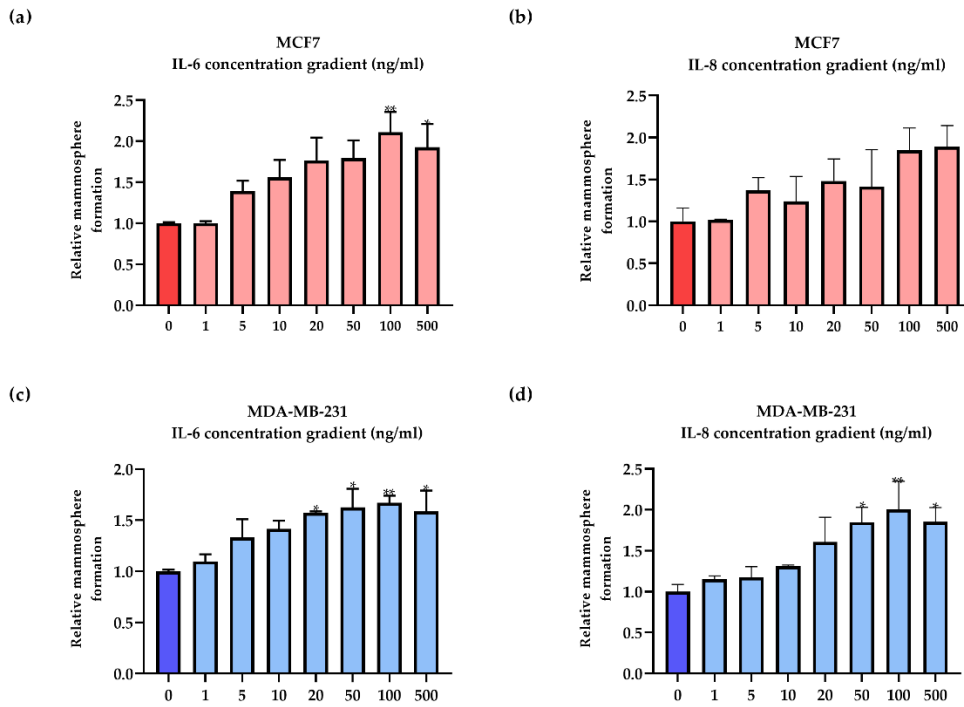 (a)
MCF7
IL-6 concentration gradient (ng/ml)
Relative mammosphere
formation
2.5
2.0
1.5
1.0
0.5
0.0
**
*
0 1 5 10 20 50 100 500
(b)
MCF7
IL-8 concentration gradient (ng/ml)
Relative mammosphere
formation
2.5
2.0
1.5
1.0
0.5
0.0
0 1 5 10 20 50 100 500
(c)
MDA-MB-231
IL-6 concentration gradient (ng/ml)
Relative mammosphere
formation
2.0
1.5
1.0
0.5
0.0
* * ** *
0 1 5 10 20 50 100 500
(d)
MDA-MB-231
IL-8 concentration gradient (ng/ml)
Relative mammosphere
formation
2.5
2.0
1.5
1.0
0.5
0.0
* ** *
0 1 5 10 20 50 100 500